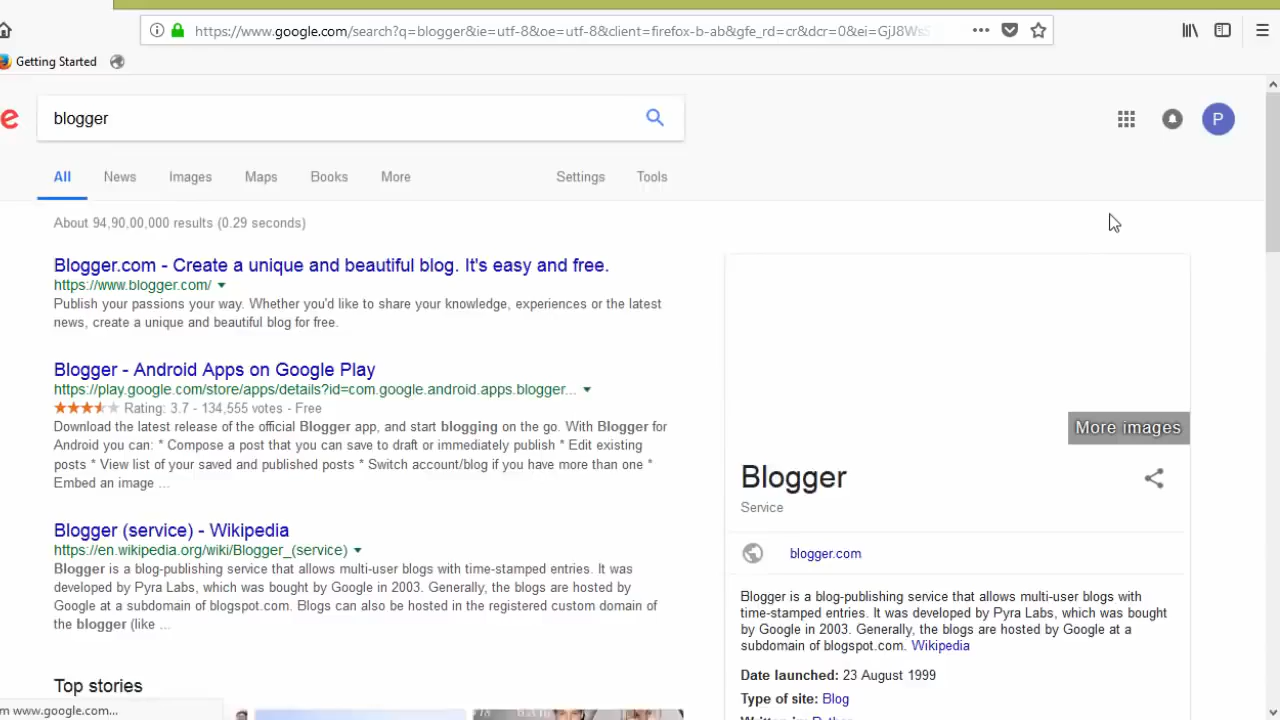 https://www.google.com/search?q=blogger&ie=utf-8&oe=utf-8&client=firefox-b-ab&gfe_rd=cr&dcr=0&ei=GjJ8Ws
Getting Started
e
blogger
P
All News Images Maps Books More Settings Tools
About 94,90,00,000 results (0.29 seconds)
Blogger.com - Create a unique and beautiful blog. It's easy and free.
https://www.blogger.com/
Publish your passions your way. Whether you'd like to share your knowledge, experiences or the latest
news, create a unique and beautiful blog for free.
Blogger - Android Apps on Google Play
https://play.google.com/store/apps/details?id=com.google.android.apps.blogger...
Rating: 3.7 - 134,555 votes - Free
Download the latest release of the official Blogger app, and start blogging on the go. With Blogger for
Android you can: * Compose a post that you can save to draft or immediately publish * Edit existing
posts * View list of your saved and published posts * Switch account/blog if you have more than one *
Embed an image ...
Blogger (service) - Wikipedia
https://en.wikipedia.org/wiki/Blogger_(service)
Blogger is a blog-publishing service that allows multi-user blogs with time-stamped entries. It was
developed by Pyra Labs, which was bought by Google in 2003. Generally, the blogs are hosted by
Google at a subdomain of blogspot.com. Blogs can also be hosted in the registered custom domain of
the blogger (like ...
Top stories
m www.google.com...
More images
Blogger
Service
blogger.com
Blogger is a blog-publishing service that allows multi-user blogs with
time-stamped entries. It was developed by Pyra Labs, which was bought
by Google in 2003. Generally, the blogs are hosted by Google at a
subdomain of blogspot.com. Wikipedia
Date launched: 23 August 1999
Type of site: Blog
Written in: Python